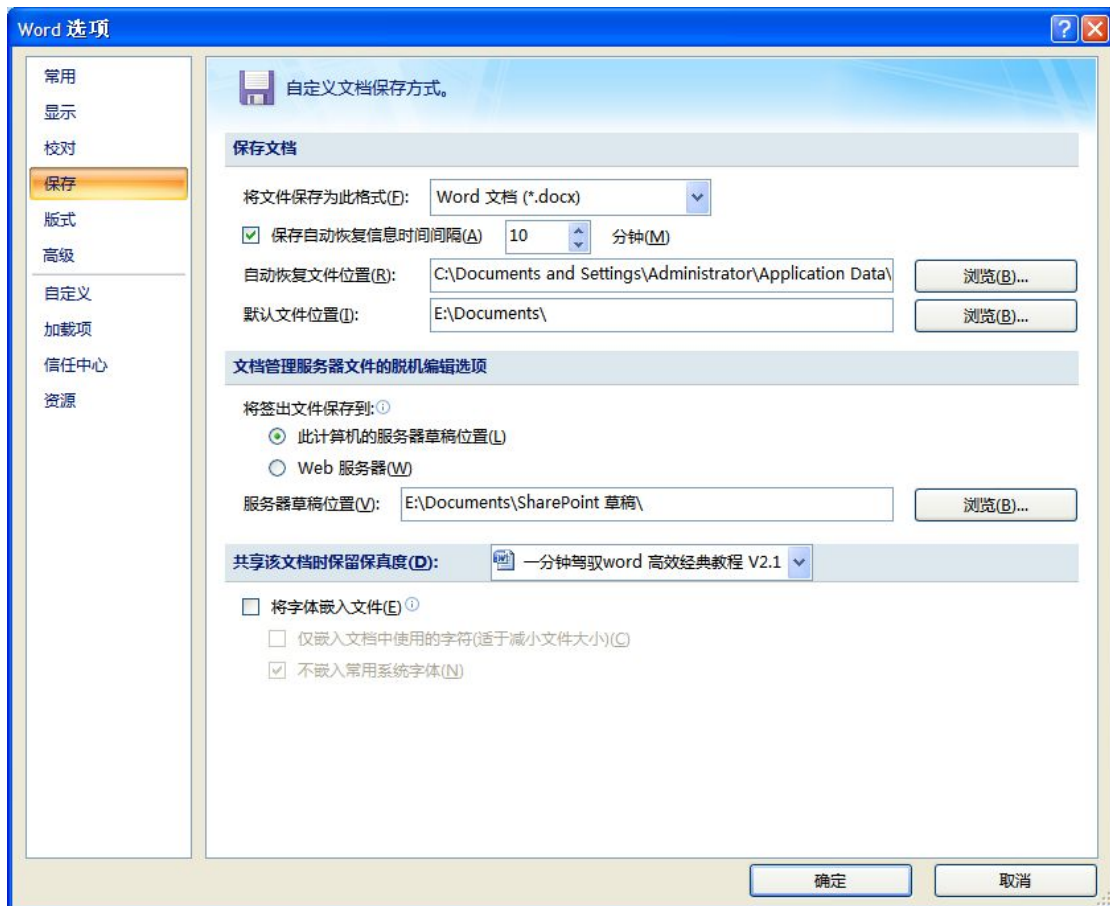 Word 选项
常用
显示
校对
保存
版式
高级
自定义
加载项
信任中心
资源
自定义文档保存方式。
保存文档
将文件保存为此格式(F): Word 文档 (*.docx)
保存自动恢复信息时间间隔(A) 10 分钟(M)
自动恢复文件位置(R): C:\Documents and Settings\Administrator\Application Data\ 浏览(B)...
默认文件位置(I): E:\Documents\ 浏览(B)...
文档管理服务器文件的脱机编辑选项
将签出文件保存到:
此计算机的服务器草稿位置(L)
Web 服务器(W)
服务器草稿位置(V): E:\Documents\SharePoint 草稿\ 浏览(B)...
共享该文档时保留保真度(D): 一分钟驾驭word 高效经典教程 V2.1
将字体嵌入文件(E)
仅嵌入文档中使用的字符(适于减小文件大小)(C)
不嵌入常用系统字体(N)
确定 取消